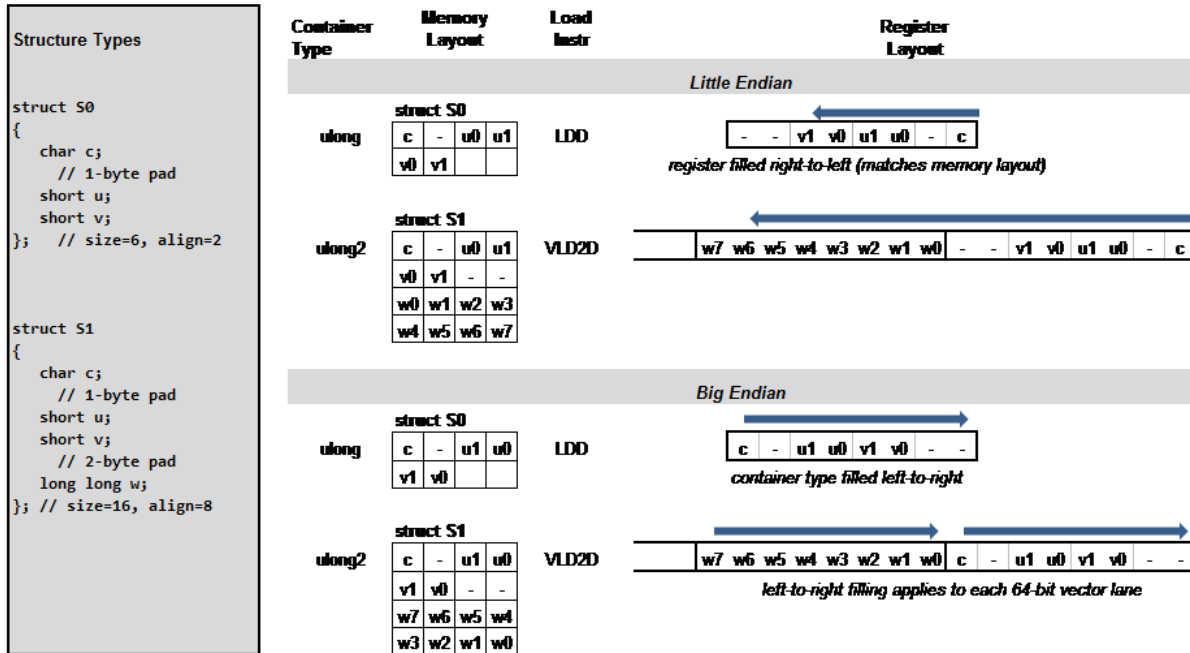 Structure Types
struct S0
{
char c;
// 1-byte pad
short u;
short v;
}; // size=6, align=2
struct S1
{
char c;
// 1-byte pad
short u;
short v;
// 2-byte pad
long long w;
}; // size=16, align=8
Container Type
Memory Layout
Load Instr
Register Layout
Little Endian
struct S0
ulong
c - u0 u1
v0 v1
LDD
- - v1 v0 u1 u0 - c
register filled right-to-left (matches memory layout)
struct S1
ulong2
c - u0 u1
v0 v1 - -
w0 w1 w2 w3
w4 w5 w6 w7
VLD2D
w7 w6 w5 w4 w3 w2 w1 w0 - - v1 v0 u1 u0 - c
Big Endian
struct S0
ulong
c - u1 u0
v1 v0
LDD
c - u1 u0 v1 v0 - -
container type filled left-to-right
struct S1
ulong2
c - u1 u0
v1 v0 - -
w7 w6 w5 w4
w3 w2 w1 w0
VLD2D
w7 w6 w5 w4 w3 w2 w1 w0 c - u1 u0 v1 v0 - -
left-to-right filling applies to each 64-bit vector lane